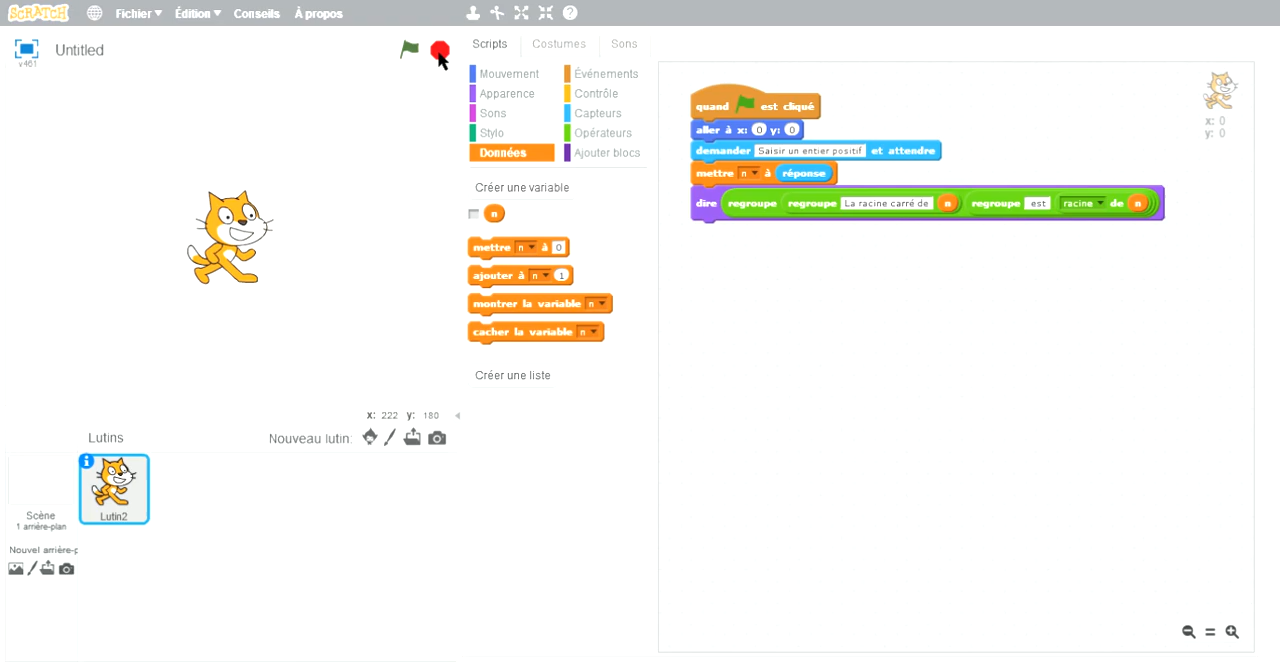 SCRATCH Fichier Édition Conseils À propos
v461
Untitled
Scripts Costumes Sons
Mouvement Événements
Apparence Contrôle
Sons Capteurs
Stylo Opérateurs
Données Ajouter blocs
Créer une variable
n
mettre n à 0
ajouter à n 1
montrer la variable n
cacher la variable n
Créer une liste
x: 222 y: 180
Lutins Nouveau lutin:
Scène
1 arrière-plan
Lutin2
Nouvel arrière-p
quand est cliqué
aller à x: 0 y: 0
demander Saisir un entier positif et attendre
mettre n à réponse
dire regroupe regroupe La racine carré de n regroupe est racine de n
x: 0
y: 0